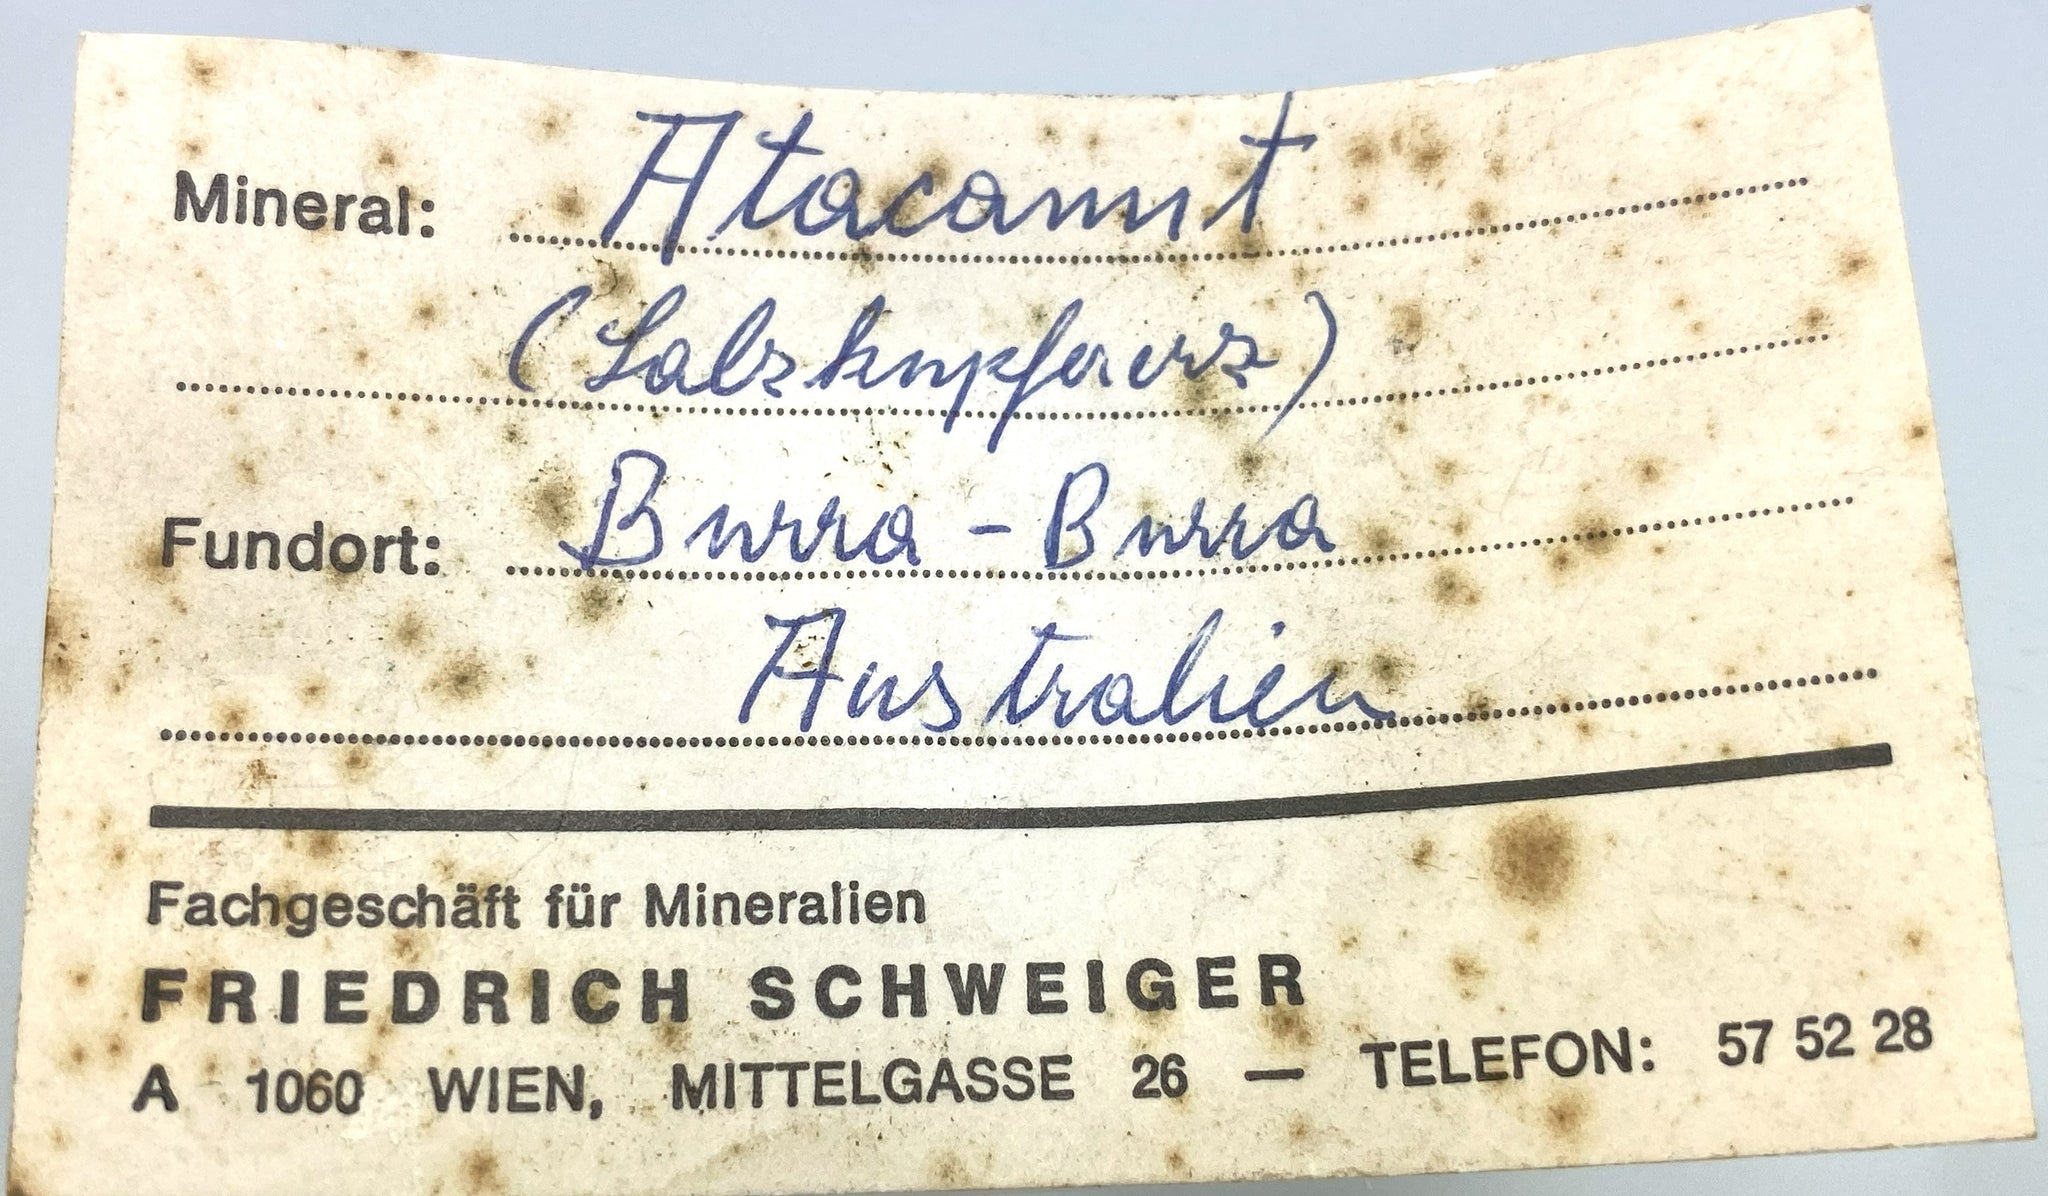 Mineral: Atacamit
(Salzkupfererz)
Fundort: Burra - Burra
Australien
Fachgeschäft für Mineralien
FRIEDRICH SCHWEIGER
A 1060 WIEN, MITTELGASSE 26 — TELEFON: 57 52 28